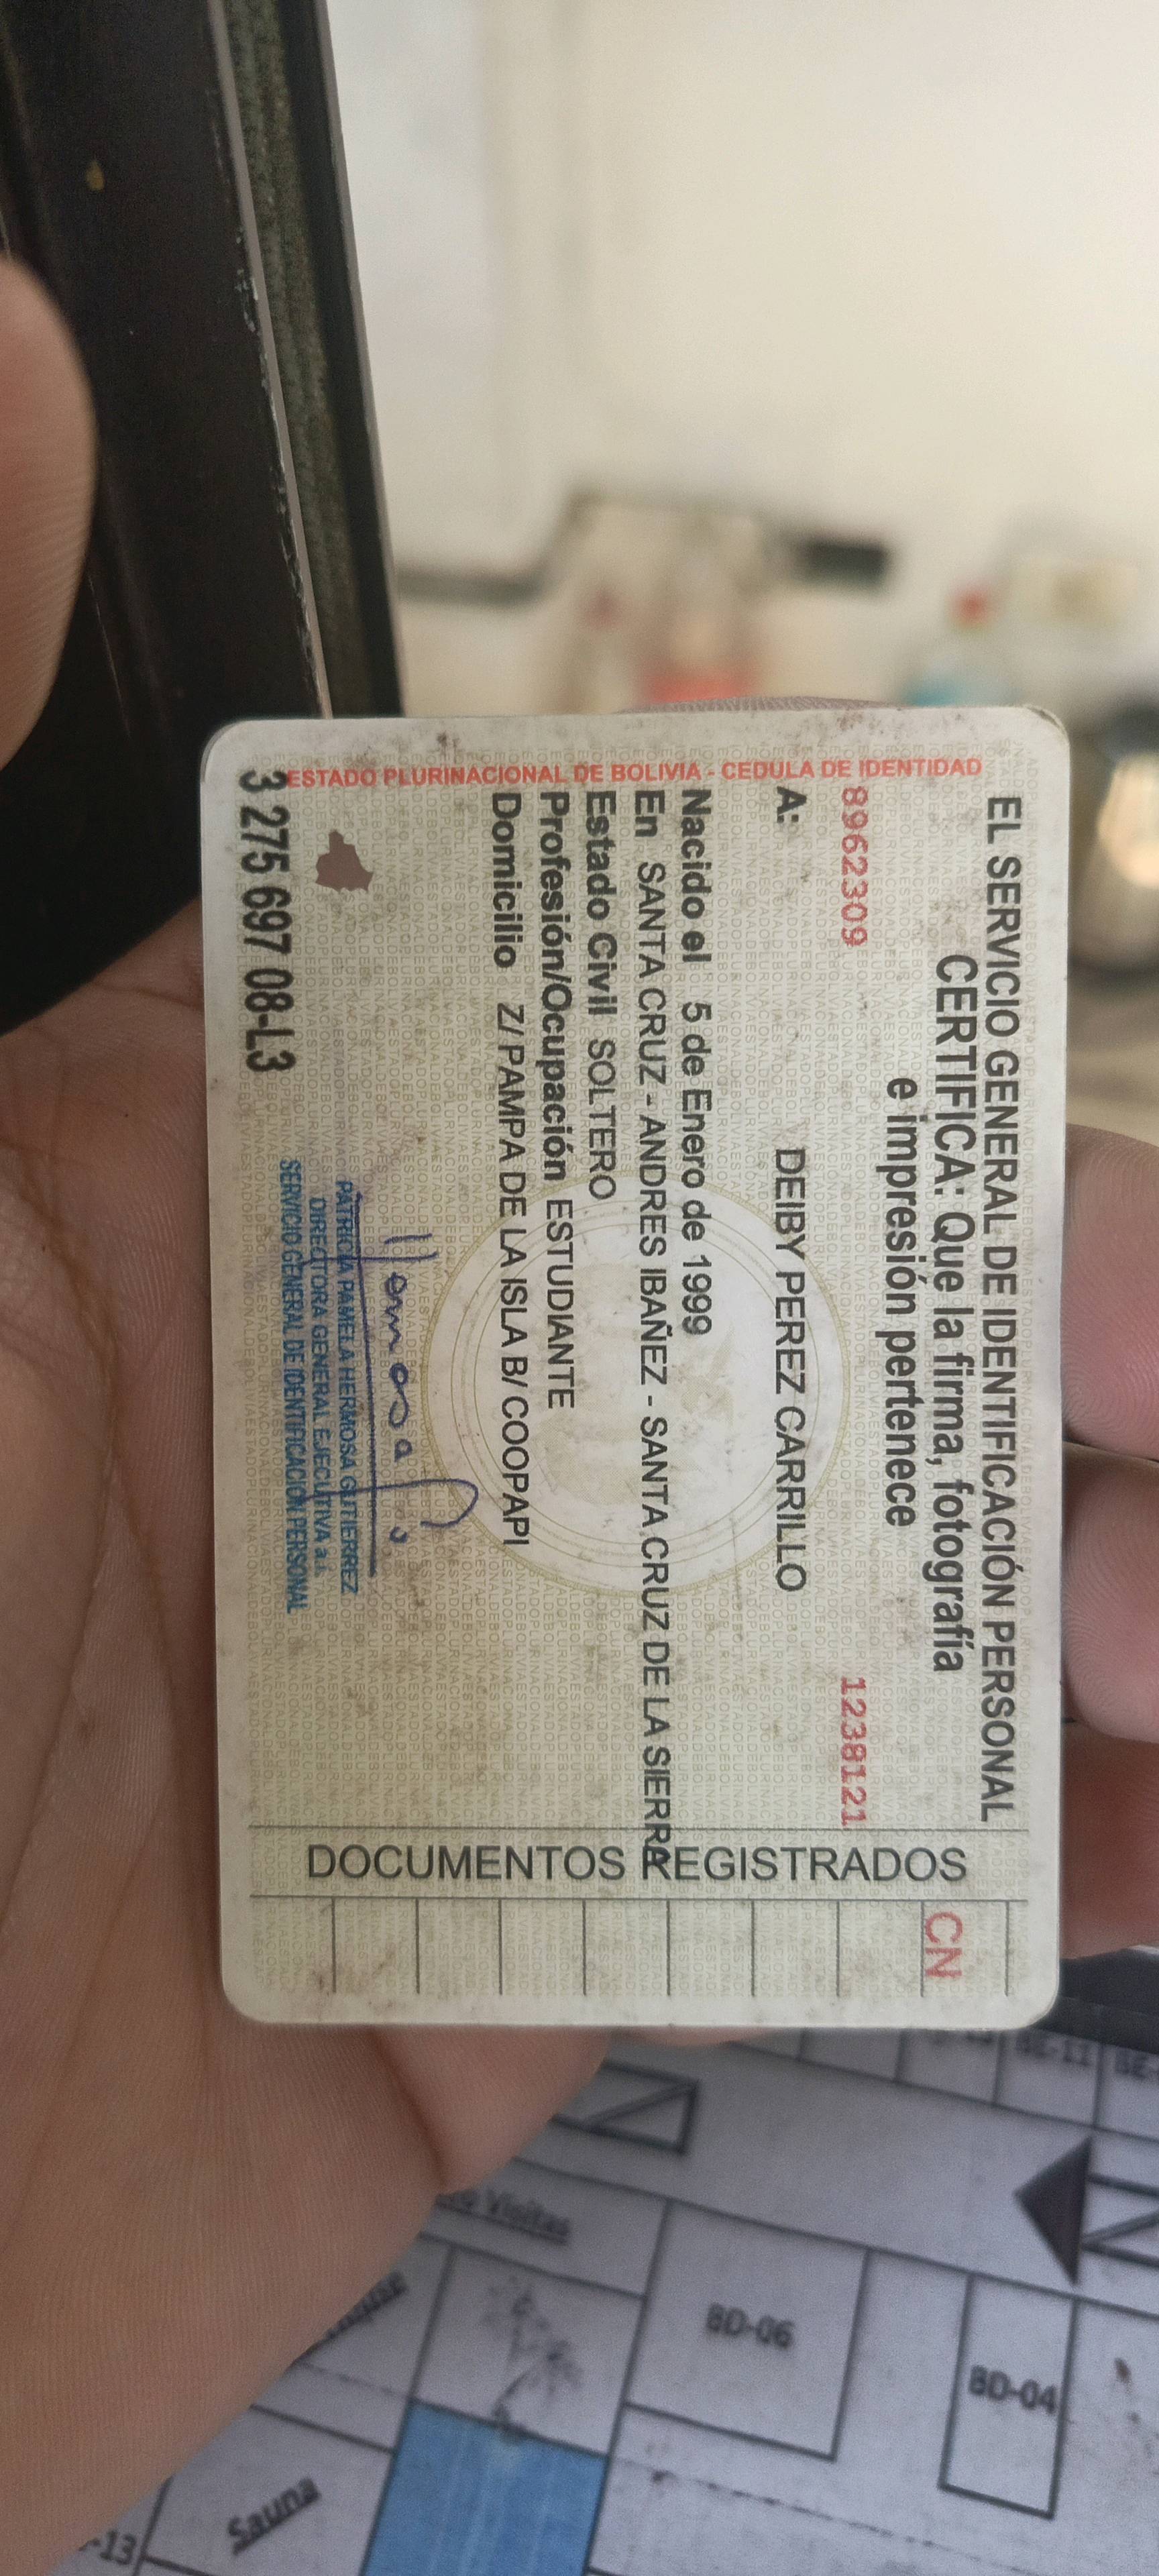 EL SERVICIO GENERAL DE IDENTIFICACIÓN PERSONAL
CERTIFICA: Que la firma, fotografía
e impresión pertenece
8962309 1238121
A: DEIBY PEREZ CARRILLO
Nacido el 5 de Enero de 1999
En SANTA CRUZ - ANDRES IBAÑEZ - SANTA CRUZ DE LA SIERRA
Estado Civil SOLTERO
Profesión/Ocupación ESTUDIANTE
Domicilio Z/ PAMPA DE LA ISLA B/ COOPAPI
PATRICIA PAMELA HERMOSA GUTIERREZ
DIRECTORA GENERAL EJECUTIVA a.i.
SERVICIO GENERAL DE IDENTIFICACIÓN PERSONAL
3 275 697 08-L3
ESTADO PLURINACIONAL DE BOLIVIA - CEDULA DE IDENTIDAD
DOCUMENTOS REGISTRADOS
CN
Visitas
BD-06
BD-04
Sauna
-13